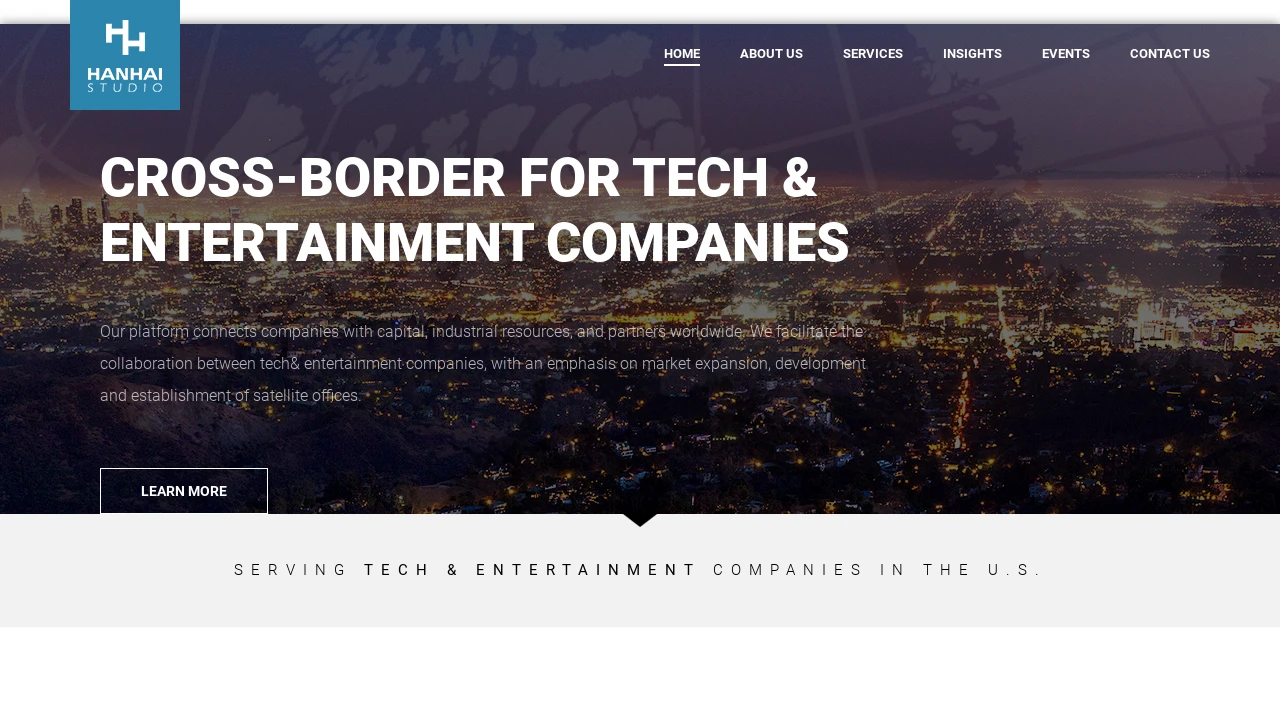 HANHAI
STUDIO
HOME
ABOUT US
SERVICES
INSIGHTS
EVENTS
CONTACT US
CROSS-BORDER FOR TECH &
ENTERTAINMENT COMPANIES
Our platform connects companies with capital, industrial resources, and partners worldwide. We facilitate the
collaboration between tech& entertainment companies, with an emphasis on market expansion, development
and establishment of satellite offices.
LEARN MORE
SERVING TECH & ENTERTAINMENT COMPANIES IN THE U.S.